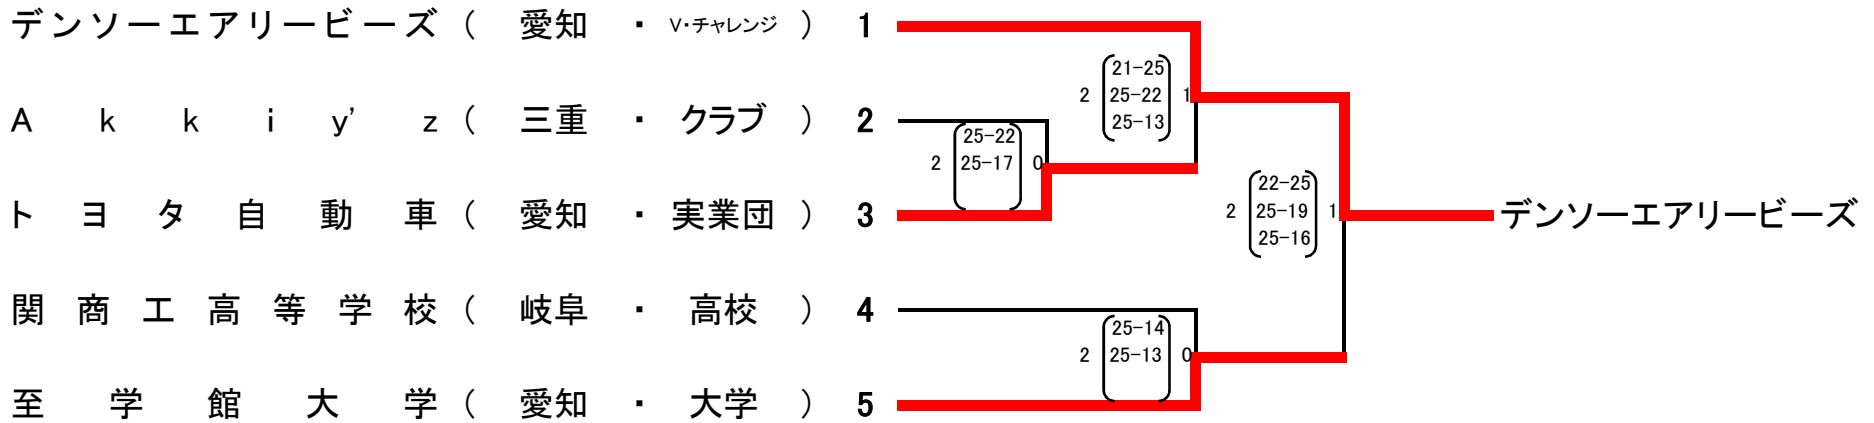 デンソーエアリービーズ ( 愛知 ・ V・チャレンジ ) 1
21-25
2 25-22 1
25-13
Akkiy'z ( 三重 ・ クラブ ) 2
25-22
2 25-17 0
トヨタ自動車 ( 愛知 ・ 実業団 ) 3
22-25
2 25-19 1
25-16
デンソーエアリービーズ
関商工高等学校 ( 岐阜 ・ 高校 ) 4
25-14
2 25-13 0
至学館大学 ( 愛知 ・ 大学 ) 5